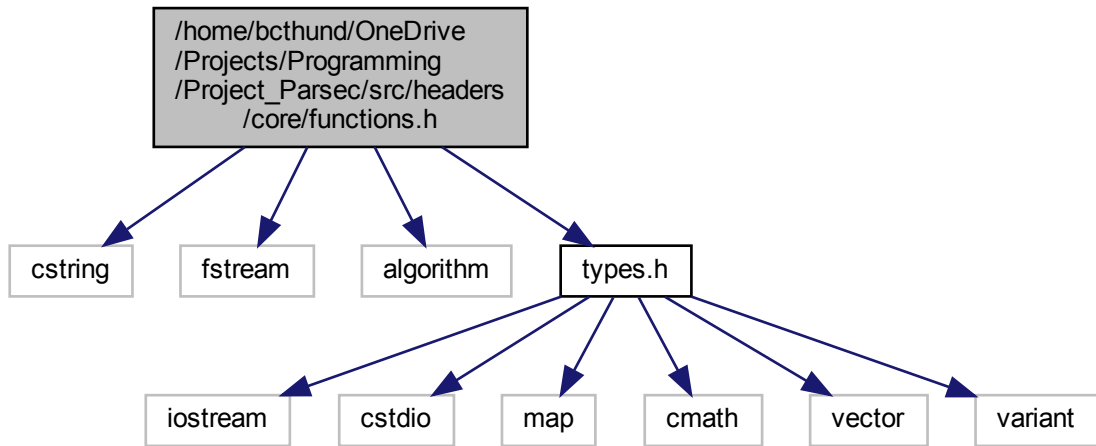 /home/bcthund/OneDrive
/Projects/Programming
/Project_Parsec/src/headers
/core/functions.h
cstring
fstream
algorithm
types.h
iostream
cstdio
map
cmath
vector
variant